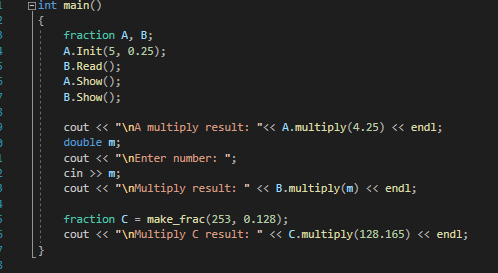 int main()
{
fraction A, B;
A.Init(5, 0.25);
B.Read();
A.Show();
B.Show();
cout << "\nA multiply result: "<< A.multiply(4.25) << endl;
double m;
cout << "\nEnter number: ";
cin >> m;
cout << "\nMultiply result: " << B.multiply(m) << endl;
fraction C = make_frac(253, 0.128);
cout << "\nMultiply C result: " << C.multiply(128.165) << endl;
}